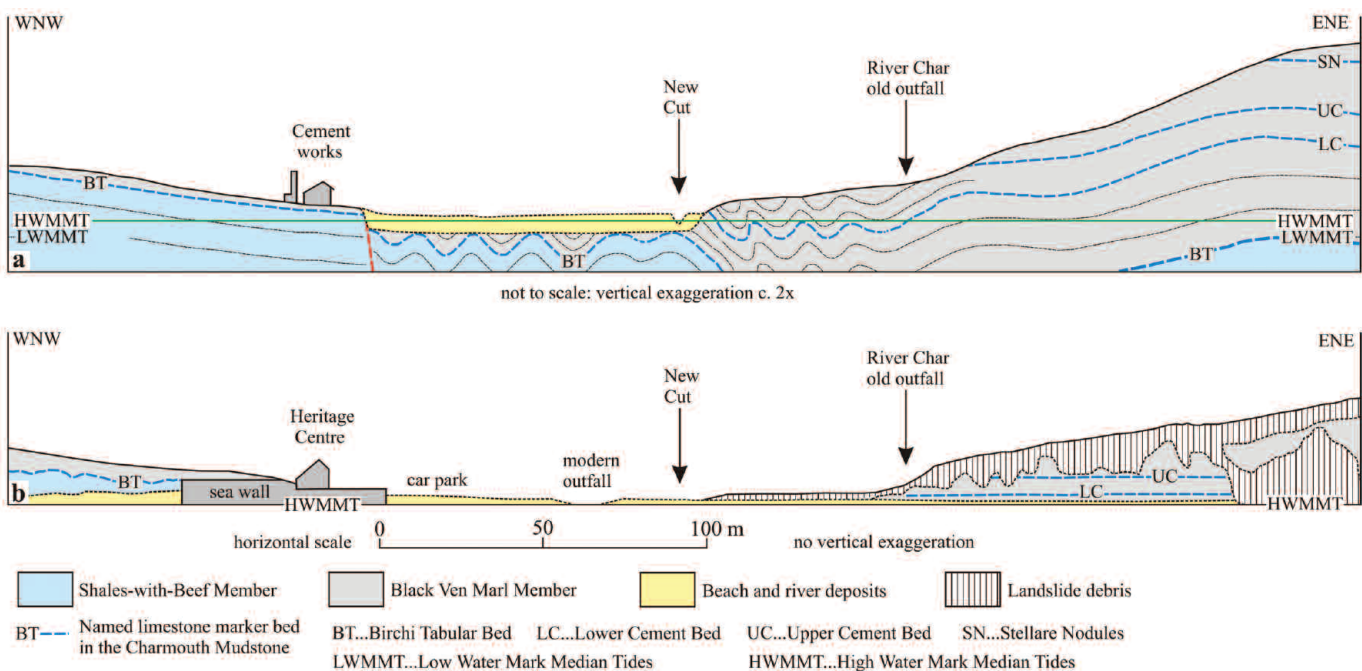 WNW
ENE
New
Cut
River Char
old outfall
SN
Cement
works
UC
BT
LC
HWMMT
HWMMT
LWMMT
LWMMT
BT
BT
a
not to scale: vertical exaggeration c. 2x
WNW
ENE
New
Cut
River Char
old outfall
Heritage
Centre
modern
outfall
car park
BT
UC
b
sea wall
LC
HWMMT
HWMMT
horizontal scale
0
50
100 m
no vertical exaggeration
Shales-with-Beef Member
Black Ven Marl Member
Beach and river deposits
Landslide debris
BT
Named limestone marker bed
in the Charmouth Mudstone
BT...Birchi Tabular Bed
LC...Lower Cement Bed
UC...Upper Cement Bed
SN...Stellare Nodules
LWMMT...Low Water Mark Median Tides
HWMMT...High Water Mark Median Tides